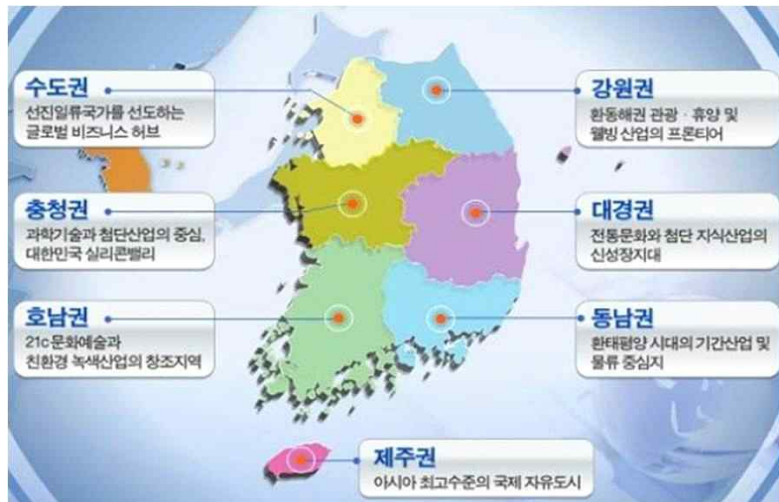 수도권
선진일류국가를 선도하는
글로벌 비즈니스 허브
강원권
환동해권 관광 · 휴양 및
웰빙 산업의 프론티어
충청권
과학기술과 첨단산업의 중심,
대한민국 실리콘밸리
대경권
전통문화와 첨단 지식산업의
신성장지대
호남권
21c 문화예술과
친환경 녹색산업의 창조지역
동남권
환태평양 시대의 기간산업 및
물류 중심지
제주권
아시아 최고수준의 국제 자유도시